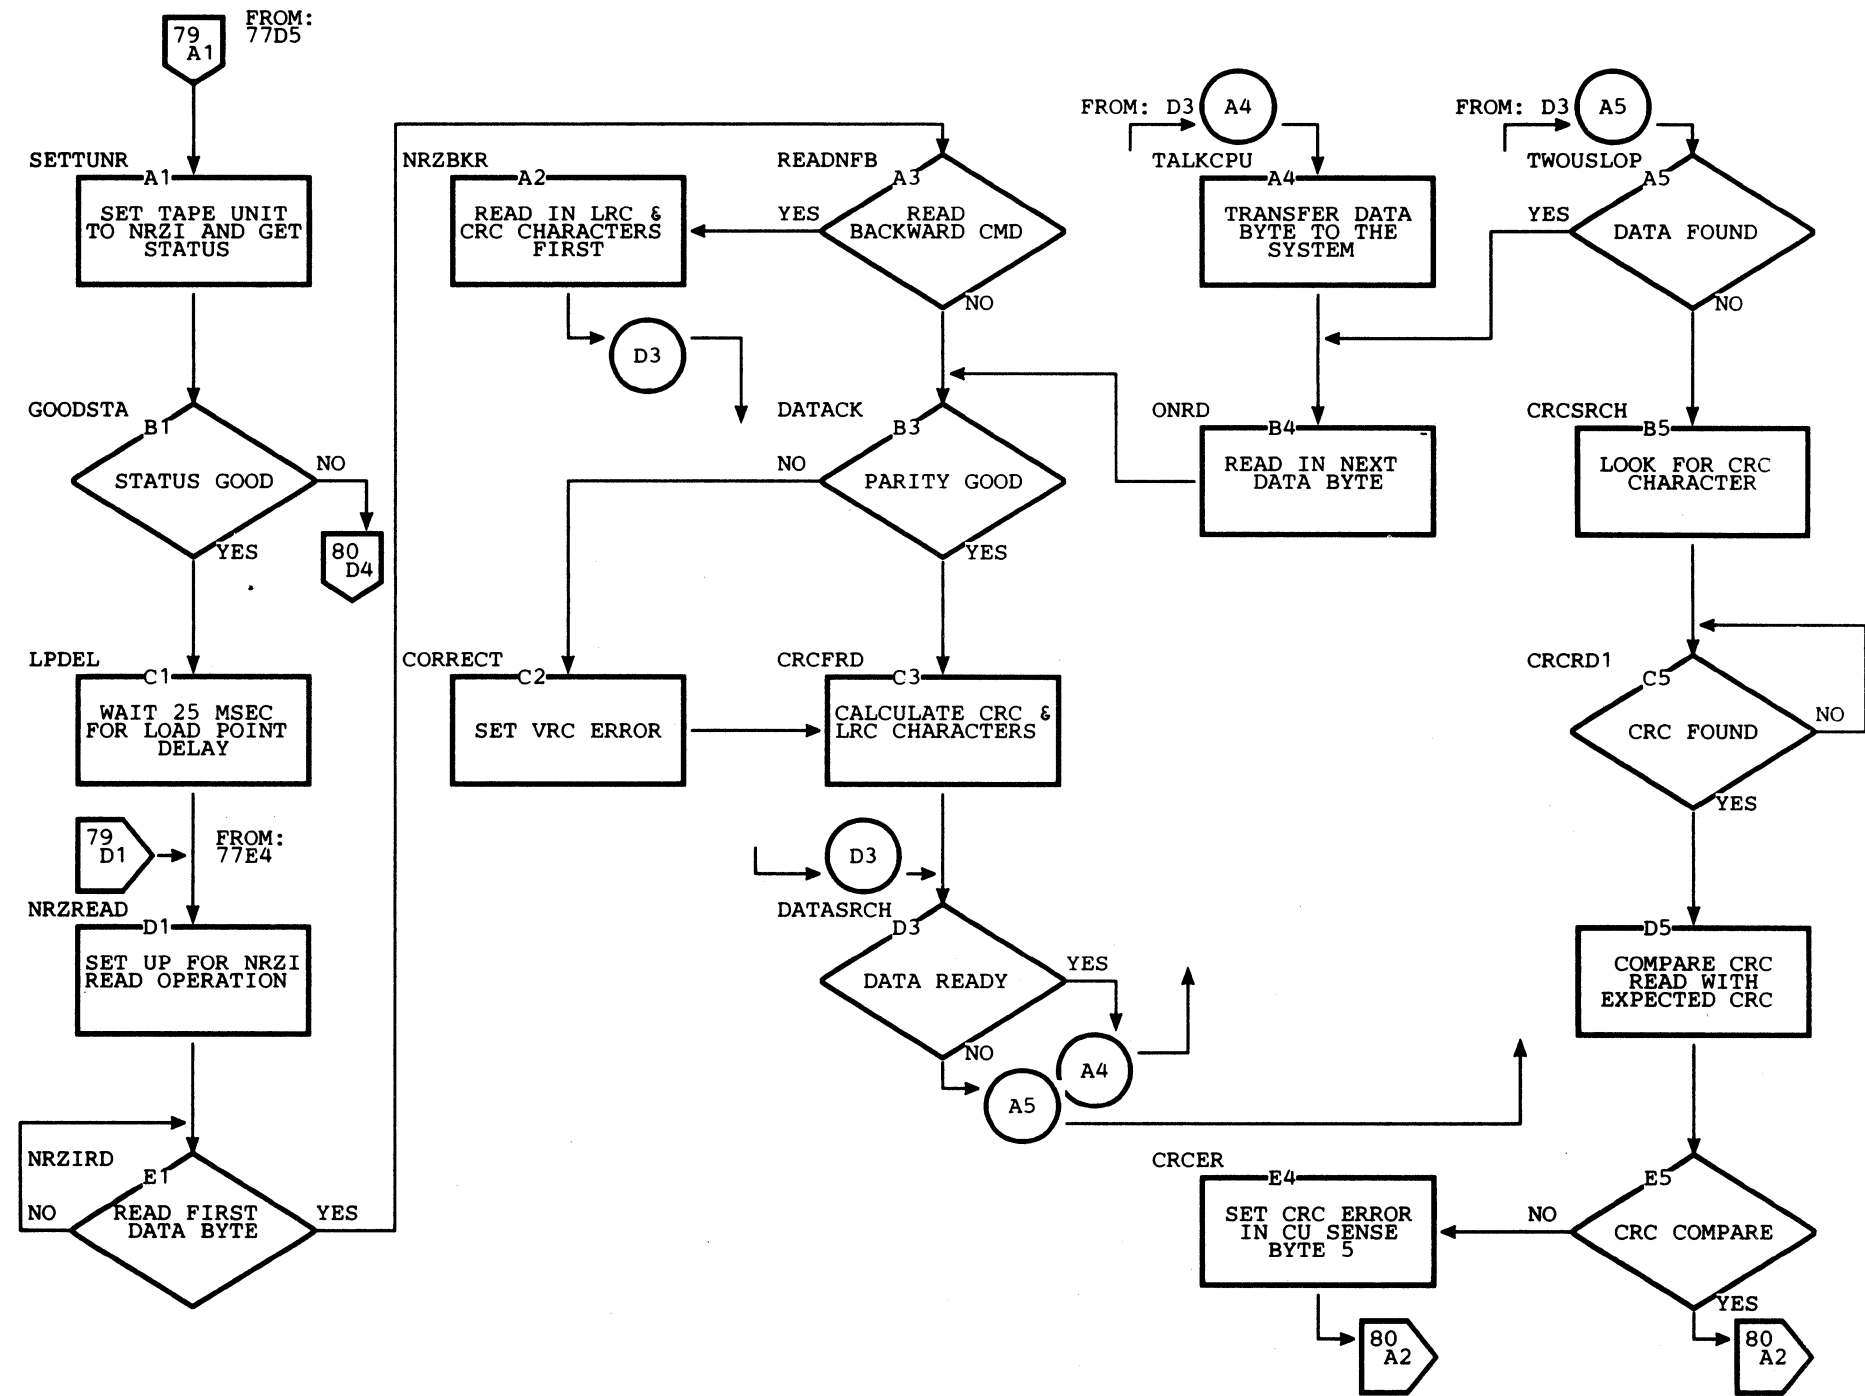 79
A1
FROM:
77D5
SETTUNR
A1
SET TAPE UNIT
TO NRZI AND GET
STATUS
GOODSTA
B1
STATUS GOOD
NO
YES
80
D4
LPDEL
C1
WAIT 25 MSEC
FOR LOAD POINT
DELAY
79
D1
FROM:
77E4
NRZREAD
D1
SET UP FOR NRZI
READ OPERATION
NRZIRD
E1
READ FIRST
DATA BYTE
NO
YES
NRZBKR
A2
READ IN LRC &
CRC CHARACTERS
FIRST
D3
CORRECT
C2
SET VRC ERROR
READNFB
A3
READ
BACKWARD CMD
YES
NO
DATACK
B3
PARITY GOOD
NO
YES
CRCFRD
C3
CALCULATE CRC &
LRC CHARACTERS
D3
DATASRCH
D3
DATA READY
YES
NO
A4
A5
FROM: D3
A4
TALKCPU
A4
TRANSFER DATA
BYTE TO THE
SYSTEM
ONRD
B4
READ IN NEXT
DATA BYTE
CRCER
E4
SET CRC ERROR
IN CU SENSE
BYTE 5
80
A2
FROM: D3
A5
TWOUSLOP
A5
DATA FOUND
YES
NO
CRCSRCH
B5
LOOK FOR CRC
CHARACTER
CRCRD1
C5
CRC FOUND
NO
YES
D5
COMPARE CRC
READ WITH
EXPECTED CRC
E5
CRC COMPARE
NO
YES
80
A2